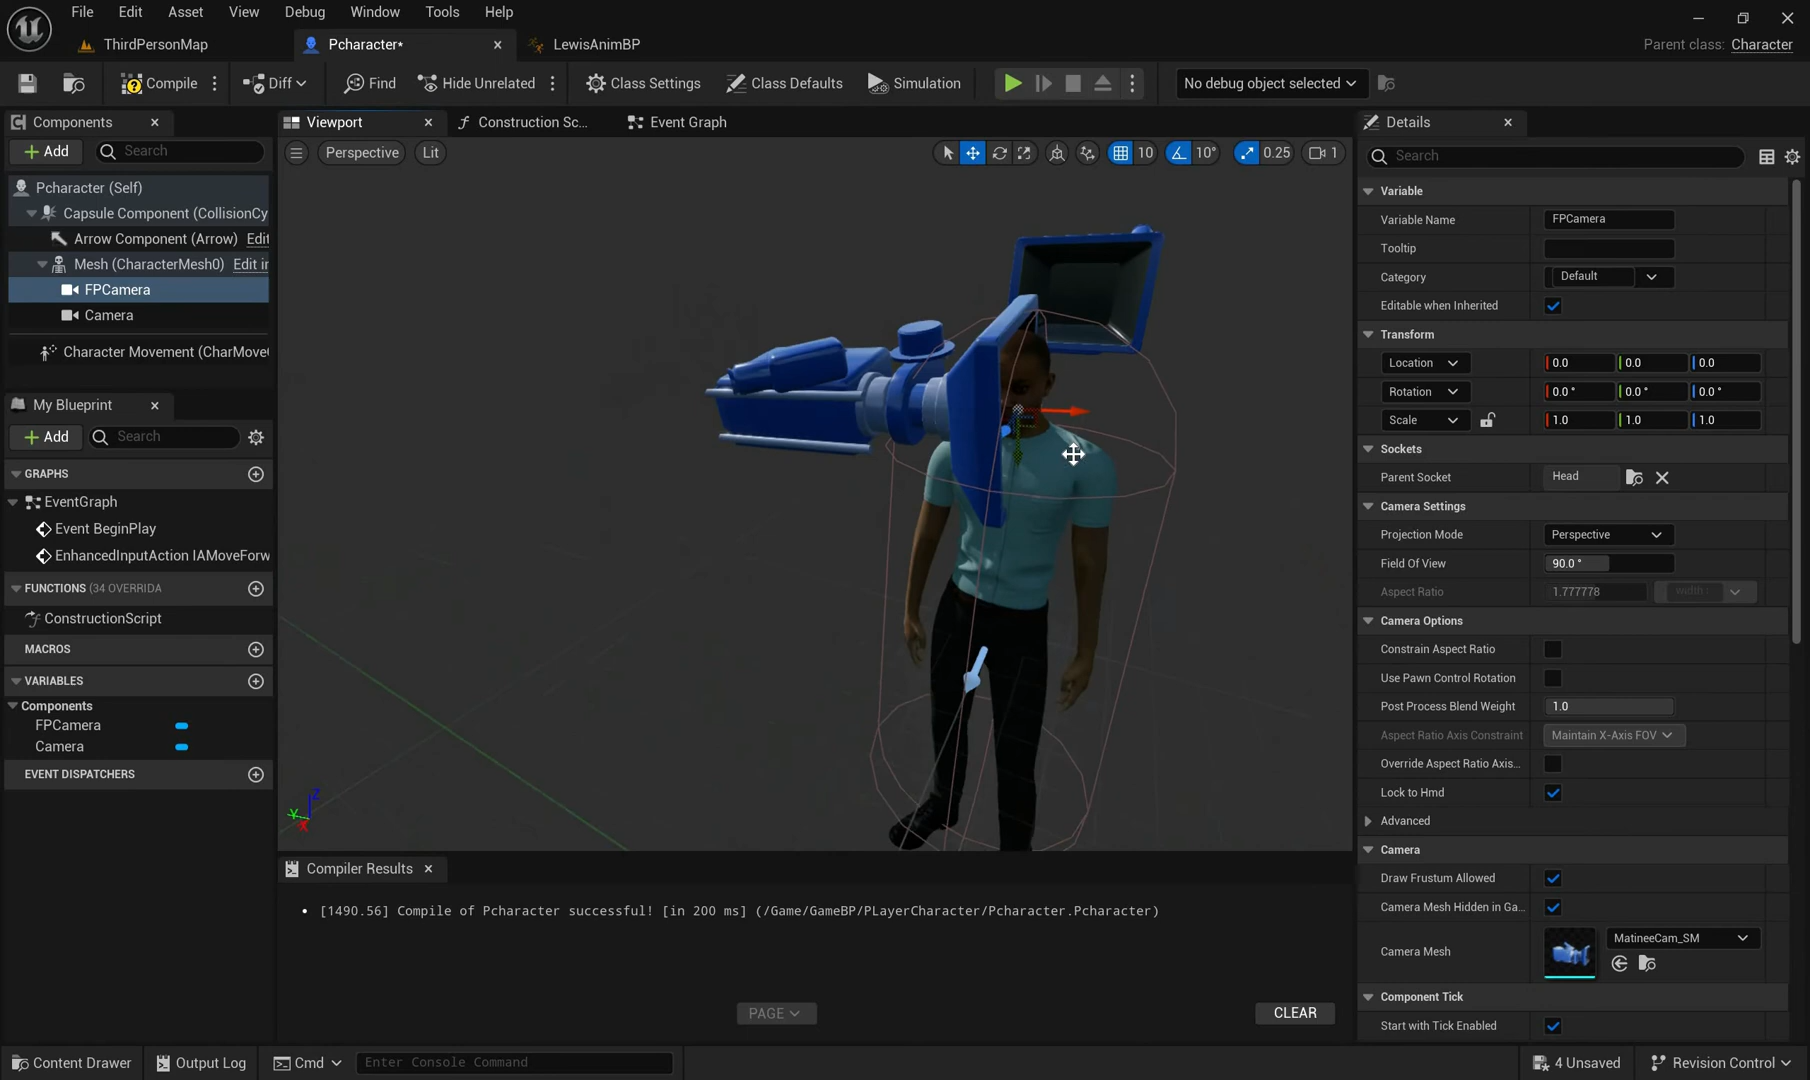 File Edit Asset View Debug Window Tools Help
ThirdPersonMap
Pcharacter*
LewisAnimBP
Parent class: Character
Compile
Diff
Find
Hide Unrelated
Class Settings
Class Defaults
Simulation
No debug object selected
Components
Add
Search
Pcharacter (Self)
Capsule Component (CollisionCy
Arrow Component (Arrow) Edit
Mesh (CharacterMesh0) Edit in
FPCamera
Camera
Character Movement (CharMove
My Blueprint
Add
Search
GRAPHS
EventGraph
Event BeginPlay
EnhancedInputAction IAMoveForw
FUNCTIONS (34 OVERRIDA
ConstructionScript
MACROS
VARIABLES
Components
FPCamera
Camera
EVENT DISPATCHERS
Viewport
Construction Sc...
Event Graph
Perspective
Lit
10
10°
0.25
1
Z
Y
X
Compiler Results
[1490.56] Compile of Pcharacter successful! [in 200 ms] (/Game/GameBP/PLayerCharacter/Pcharacter.Pcharacter)
PAGE
CLEAR
Details
Search
Variable
Variable Name FPCamera
Tooltip
Category Default
Editable when Inherited
Transform
Location 0.0 0.0 0.0
Rotation 0.0° 0.0° 0.0°
Scale 1.0 1.0 1.0
Sockets
Parent Socket Head
Camera Settings
Projection Mode Perspective
Field Of View 90.0°
Aspect Ratio 1.777778 width :
Camera Options
Constrain Aspect Ratio
Use Pawn Control Rotation
Post Process Blend Weight 1.0
Aspect Ratio Axis Constraint Maintain X-Axis FOV
Override Aspect Ratio Axis...
Lock to Hmd
Advanced
Camera
Draw Frustum Allowed
Camera Mesh Hidden in Ga...
Camera Mesh MatineeCam_SM
Component Tick
Start with Tick Enabled
Content Drawer
Output Log
Cmd
Enter Console Command
4 Unsaved
Revision Control